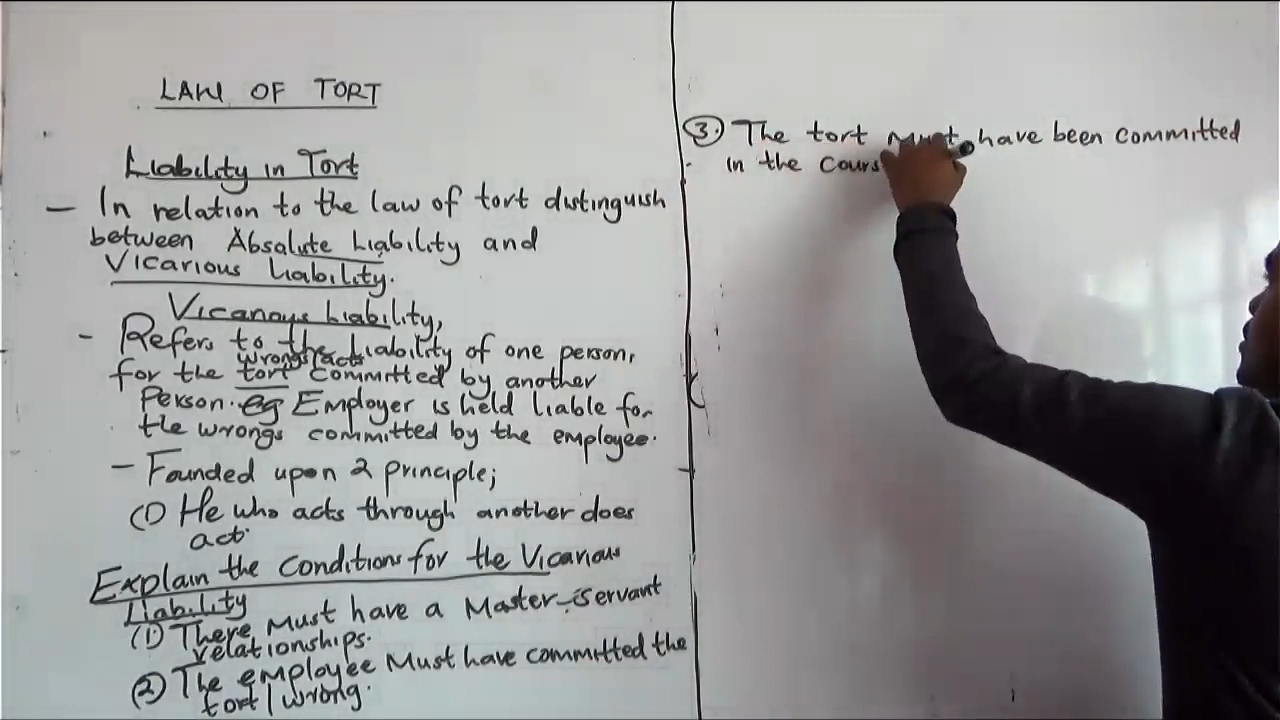 LAW OF TORT
Liability in Tort
- In relation to the law of tort distinguish
between Absolute Liability and
Vicarious Liability.
Vicarious Liability,
- Refers to the Liability of one person,
wrongs/acts
for the tort committed by another
Person. eg Employer is held liable for
the wrongs committed by the employee.
- Founded upon 2 principle;
(1) He who acts through another does
act.
Explain the conditions for the Vicarious
Liability
(1) There Must have a Master-servant
relationships.
(2) The employee Must have committed the
tort/wrong.
(3.) The tort must have been committed
in the Cours